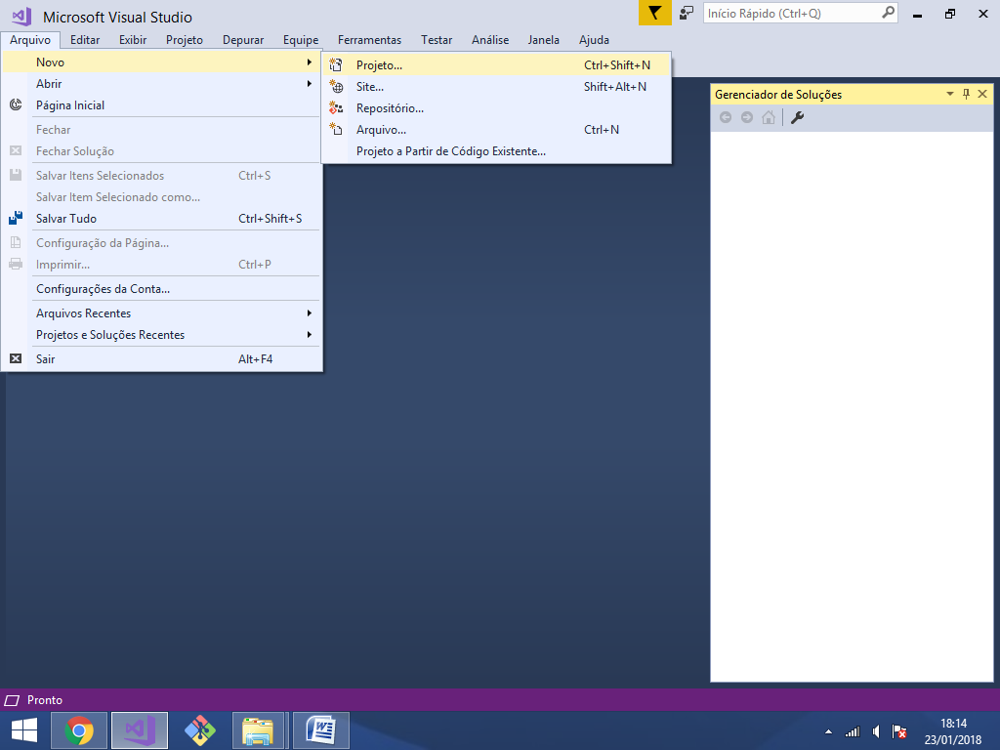 Microsoft Visual Studio
Início Rápido (Ctrl+Q)
Arquivo Editar Exibir Projeto Depurar Equipe Ferramentas Testar Análise Janela Ajuda
Novo
Abrir
Página Inicial
Fechar
Fechar Solução
Salvar Itens Selecionados Ctrl+S
Salvar Item Selecionado como...
Salvar Tudo Ctrl+Shift+S
Configuração da Página...
Imprimir... Ctrl+P
Configurações da Conta...
Arquivos Recentes
Projetos e Soluções Recentes
Sair Alt+F4
Projeto... Ctrl+Shift+N
Site... Shift+Alt+N
Repositório...
Arquivo... Ctrl+N
Projeto a Partir de Código Existente...
Gerenciador de Soluções
Pronto
18:14
23/01/2018